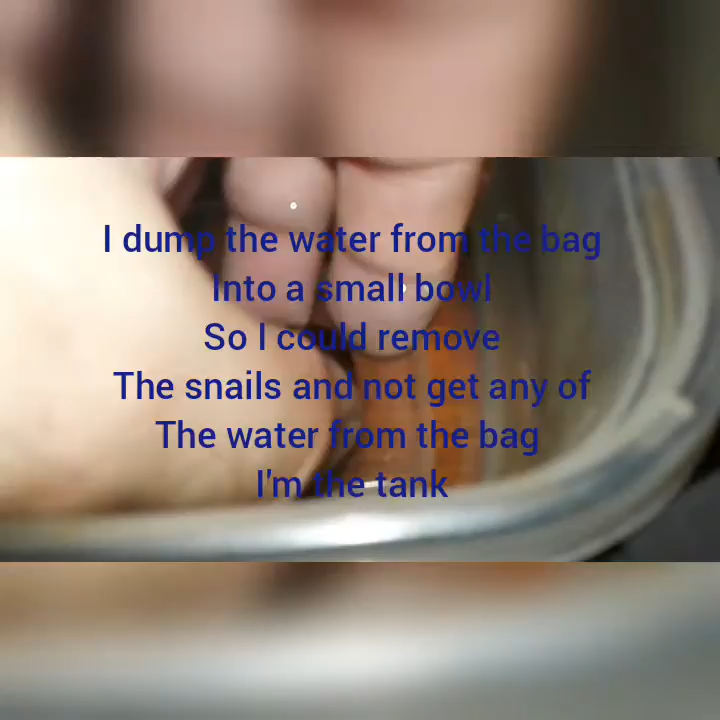 I dump the water from the bag
Into a small bowl
So I could remove
The snails and not get any of
The water from the bag
I'm the tank